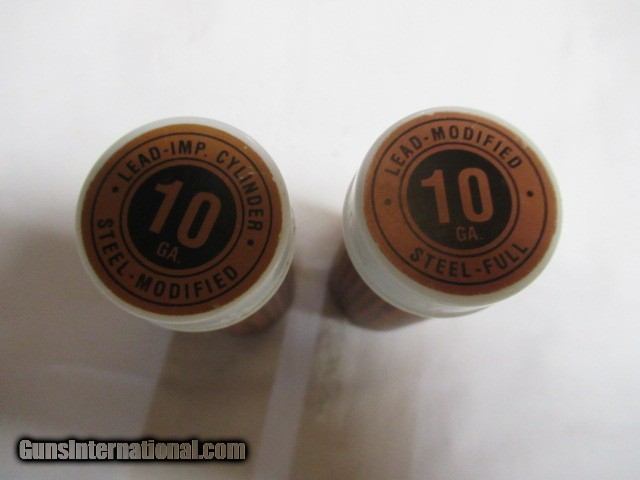 LEAD-IMP. CYLINDER
10
GA.
STEEL-MODIFIED
LEAD-MODIFIED
10
GA.
STEEL-FULL
GunsInternational.com